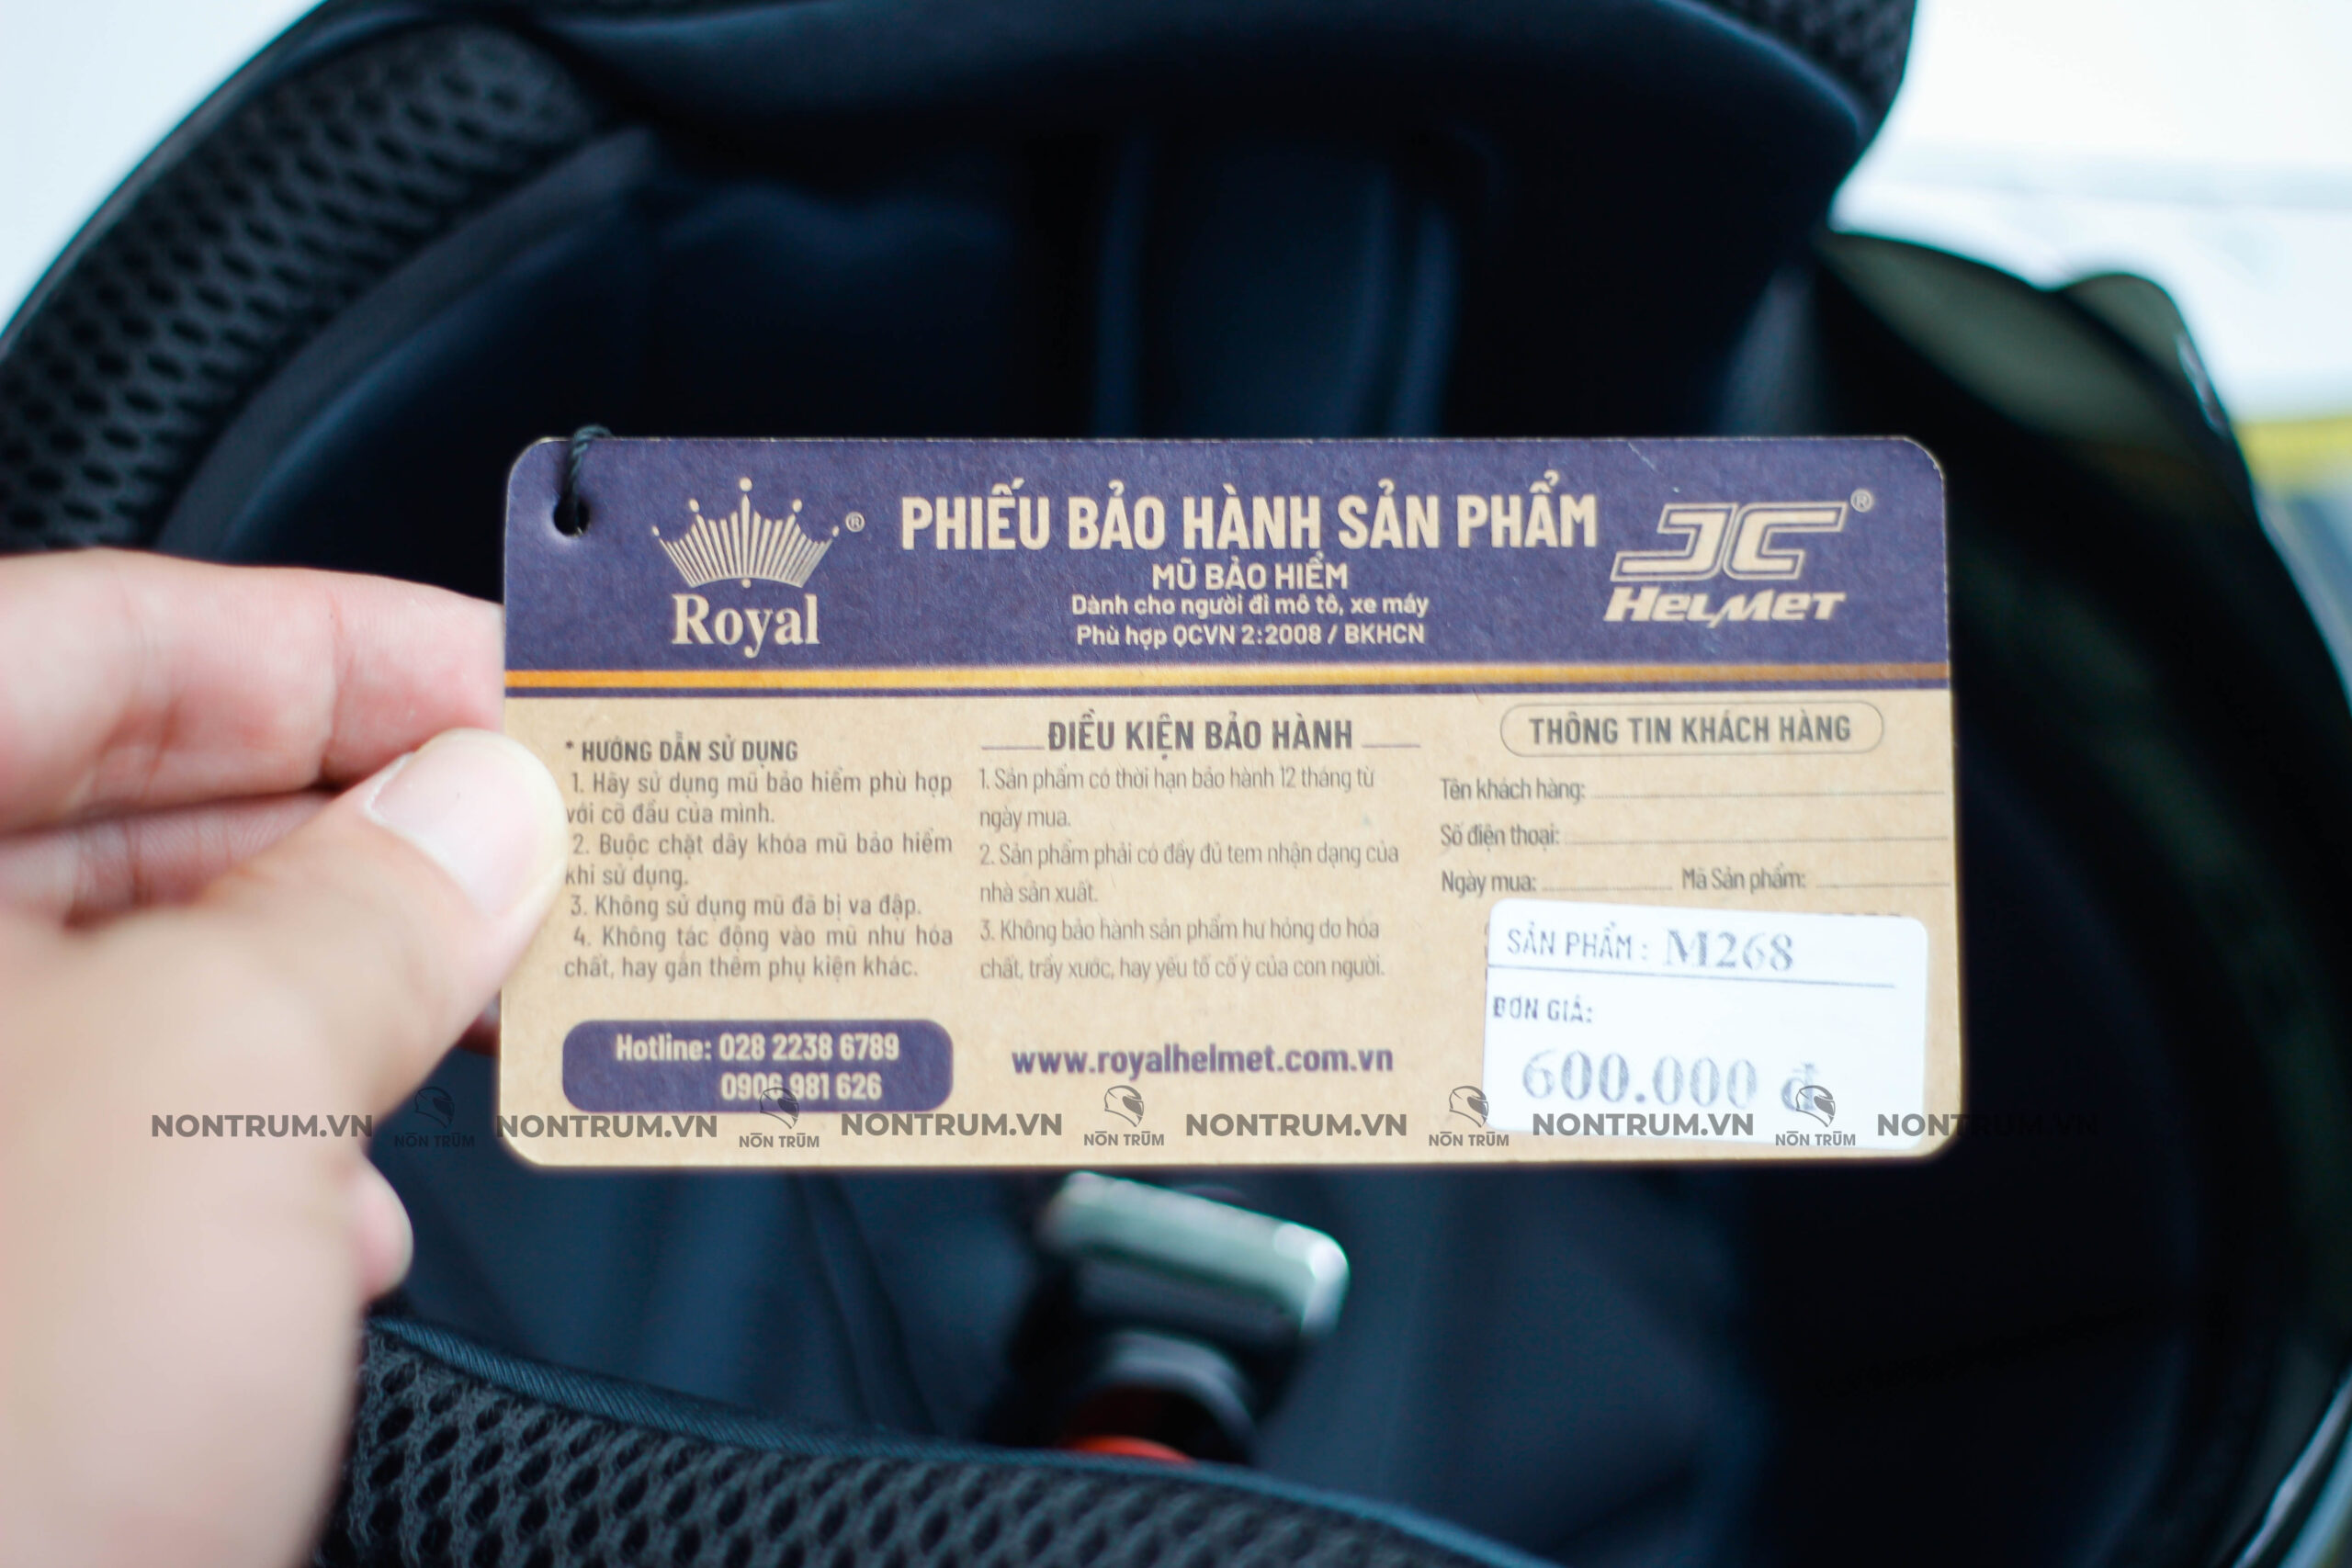 Royal ®
PHIẾU BẢO HÀNH SẢN PHẨM
MŨ BẢO HIỂM
Dành cho người đi mô tô, xe máy
Phù hợp QCVN 2:2008 / BKHCN
JC ®
HELMET
* HƯỚNG DẪN SỬ DỤNG
1. Hãy sử dụng mũ bảo hiểm phù hợp
với cỡ đầu của mình.
2. Buộc chặt dây khóa mũ bảo hiểm
khi sử dụng.
3. Không sử dụng mũ đã bị va đập.
4. Không tác động vào mũ như hóa
chất, hay gắn thêm phụ kiện khác.
Hotline: 028 2238 6789
0906 981 626
ĐIỀU KIỆN BẢO HÀNH
1. Sản phẩm có thời hạn bảo hành 12 tháng từ
ngày mua.
2. Sản phẩm phải có đầy đủ tem nhận dạng của
nhà sản xuất.
3. Không bảo hành sản phẩm hư hỏng do hóa
chất, trầy xước, hay yếu tố cố ý của con người.
www.royalhelmet.com.vn
THÔNG TIN KHÁCH HÀNG
Tên khách hàng:
Số điện thoại:
Ngày mua: Mã Sản phẩm:
SẢN PHẨM : M268
ĐƠN GIÁ:
600.000 đ
NONTRUM.VN NÓN TRÙM NONTRUM.VN NÓN TRÙM NONTRUM.VN NÓN TRÙM NONTRUM.VN NÓN TRÙM NONTRUM.VN NÓN TRÙM NONTRUM.VN